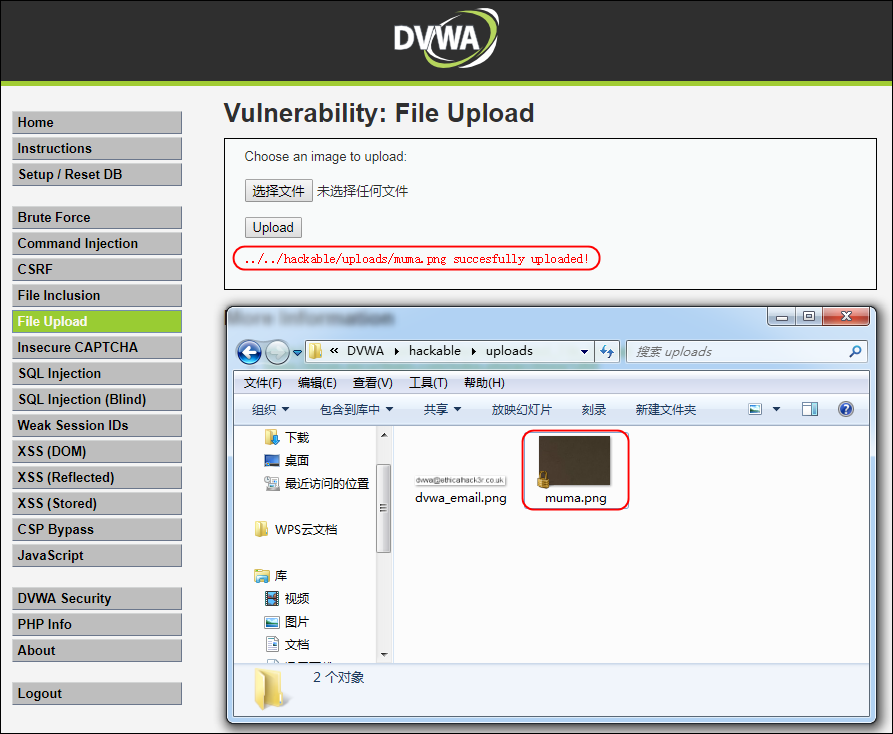 DVWA
Home
Instructions
Setup / Reset DB
Brute Force
Command Injection
CSRF
File Inclusion
File Upload
Insecure CAPTCHA
SQL Injection
SQL Injection (Blind)
Weak Session IDs
XSS (DOM)
XSS (Reflected)
XSS (Stored)
CSP Bypass
JavaScript
DVWA Security
PHP Info
About
Logout
Vulnerability: File Upload
Choose an image to upload:
选择文件 未选择任何文件
Upload
../../hackable/uploads/muma.png succesfully uploaded!
More Information
« DVWA hackable uploads 搜索 uploads
文件(F) 编辑(E) 查看(V) 工具(T) 帮助(H)
组织 包含到库中 共享 放映幻灯片 刻录 新建文件夹
下载
桌面
最近访问的位置
WPS云文档
库
视频
图片
文档
dvwa@ethicalhack3r.co.uk
dvwa_email.png
muma.png
2 个对象